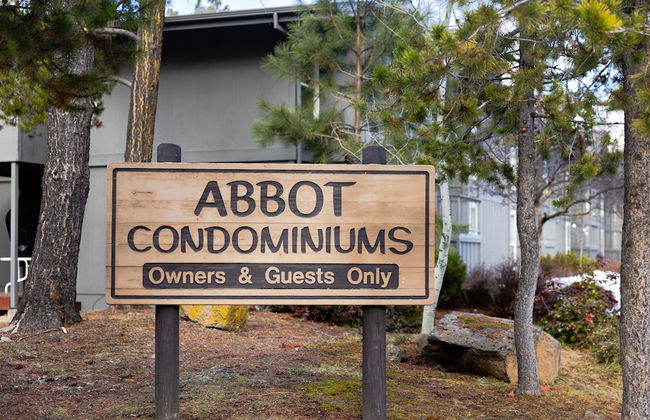 ABBOT
CONDOMINIUMS
Owners & Guests Only